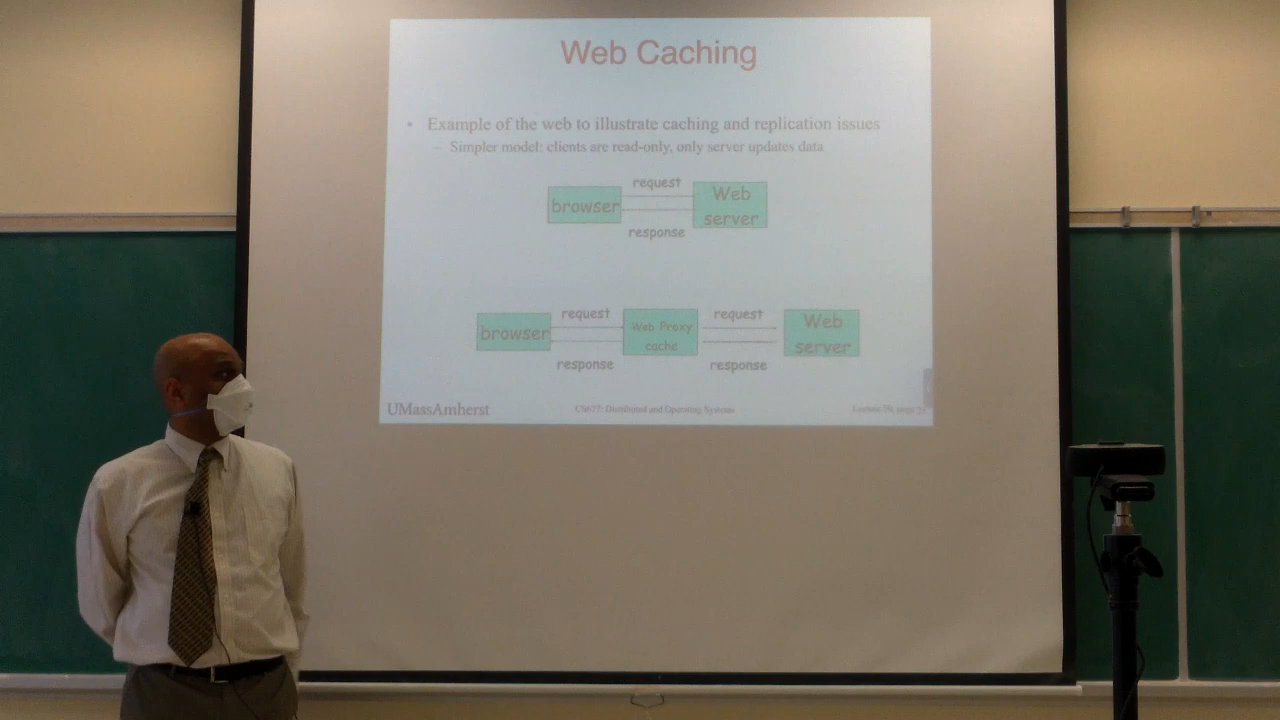 Web Caching
• Example of the web to illustrate caching and replication issues
– Simpler model: clients are read-only, only server updates data
request
browser
Web
server
response
request
request
browser
Web Proxy
cache
Web
server
response
response
UMassAmherst
CS677: Distributed and Operating Systems
Lecture
page